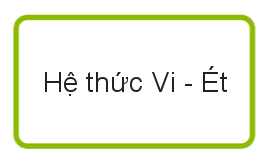 Hệ thức Vi - Ét